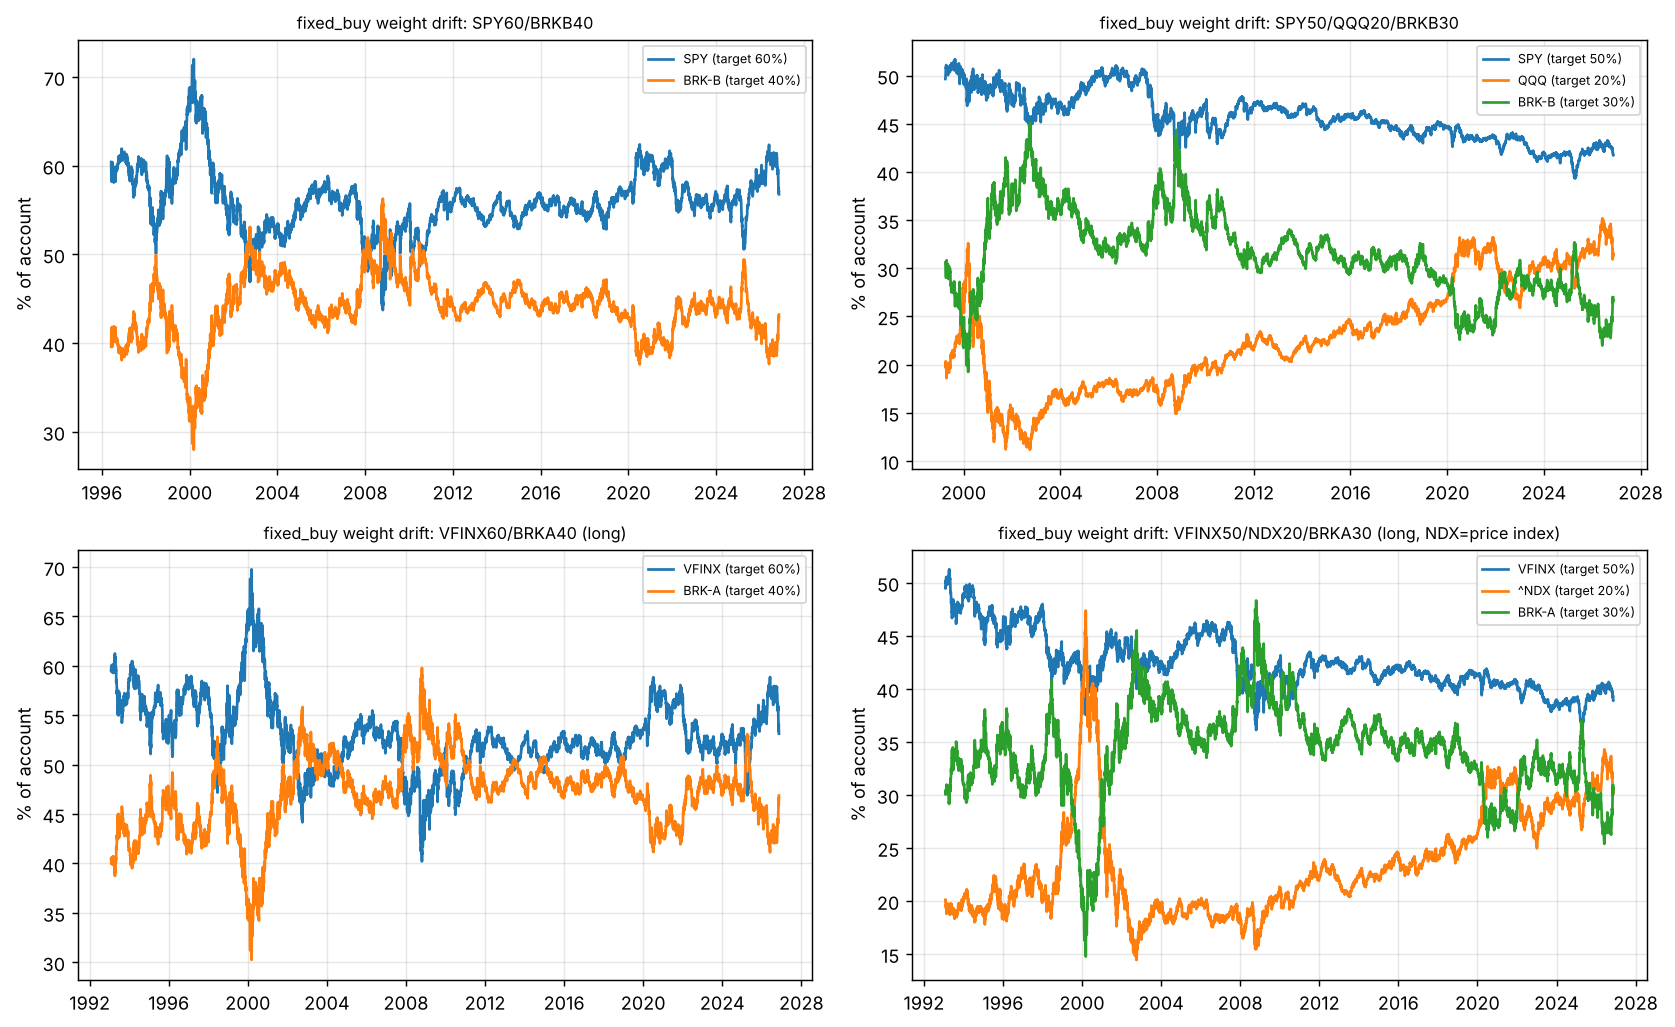 fixed_buy weight drift: SPY60/BRKB40
SPY (target 60%)
BRK-B (target 40%)
% of account
70
60
50
40
30
1996 2000 2004 2008 2012 2016 2020 2024 2028
fixed_buy weight drift: SPY50/QQQ20/BRKB30
SPY (target 50%)
QQQ (target 20%)
BRK-B (target 30%)
% of account
50
45
40
35
30
25
20
15
10
2000 2004 2008 2012 2016 2020 2024 2028
fixed_buy weight drift: VFINX60/BRKA40 (long)
VFINX (target 60%)
BRK-A (target 40%)
% of account
70
65
60
55
50
45
40
35
30
1992 1996 2000 2004 2008 2012 2016 2020 2024 2028
fixed_buy weight drift: VFINX50/NDX20/BRKA30 (long, NDX=price index)
VFINX (target 50%)
^NDX (target 20%)
BRK-A (target 30%)
% of account
50
45
40
35
30
25
20
15
1992 1996 2000 2004 2008 2012 2016 2020 2024 2028